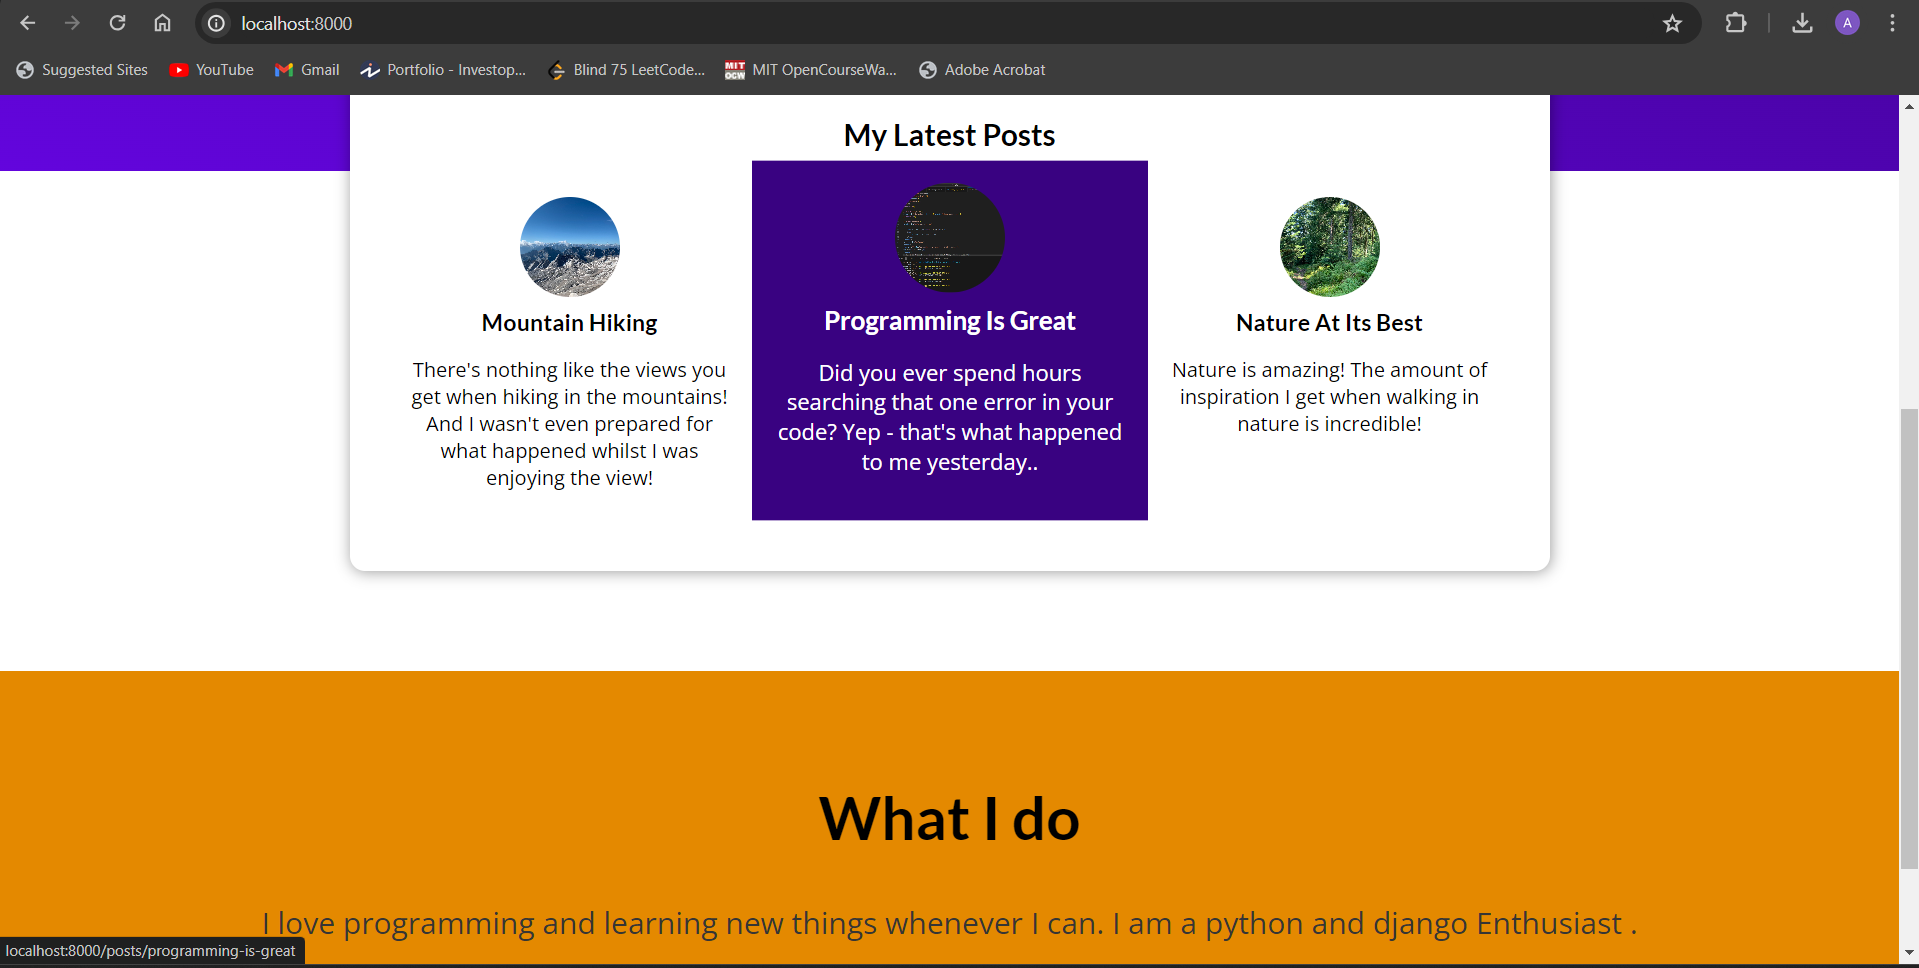 localhost:8000
A
Suggested Sites
YouTube
Gmail
Portfolio - Investop...
Blind 75 LeetCode...
MIT OCW
MIT OpenCourseWa...
Adobe Acrobat
My Latest Posts
Mountain Hiking
There's nothing like the views you
get when hiking in the mountains!
And I wasn't even prepared for
what happened whilst I was
enjoying the view!
Programming Is Great
Did you ever spend hours
searching that one error in your
code? Yep - that's what happened
to me yesterday..
Nature At Its Best
Nature is amazing! The amount of
inspiration I get when walking in
nature is incredible!
What I do
I love programming and learning new things whenever I can. I am a python and django Enthusiast .
localhost:8000/posts/programming-is-great